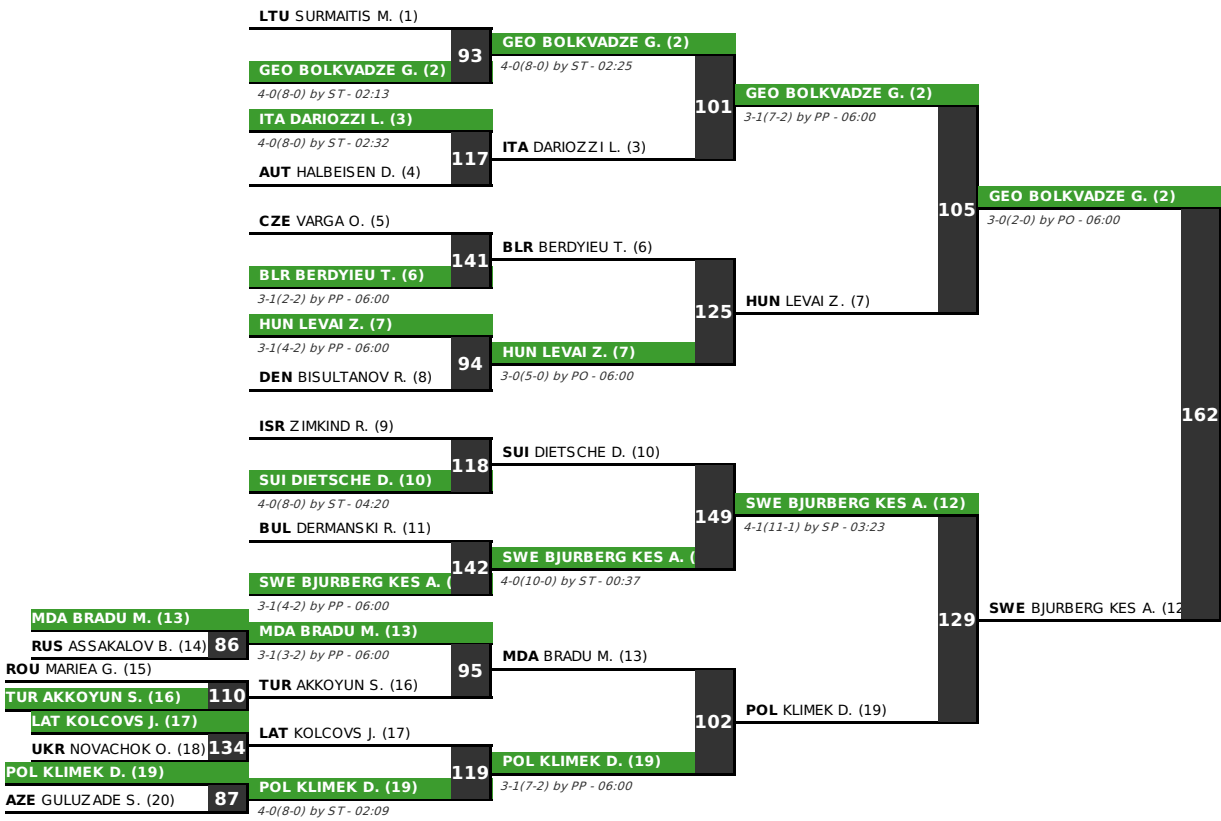 LTU SURMAITIS M. (1)
93
GEO BOLKVADZE G. (2)
4-0(8-0) by ST - 02:13
ITA DARIOZZI L. (3)
4-0(8-0) by ST - 02:32
117
AUT HALBEISEN D. (4)
CZE VARGA O. (5)
141
BLR BERDYIEU T. (6)
3-1(2-2) by PP - 06:00
HUN LEVAI Z. (7)
3-1(4-2) by PP - 06:00
94
DEN BISULTANOV R. (8)
ISR ZIMKIND R. (9)
118
SUI DIETSCHE D. (10)
4-0(8-0) by ST - 04:20
BUL DERMANSKI R. (11)
142
SWE BJURBERG KES A. (
3-1(4-2) by PP - 06:00
MDA BRADU M. (13)
RUS ASSAKALOV B. (14)
86
ROU MARIEA G. (15)
110
TUR AKKOYUN S. (16)
LAT KOLCOVS J. (17)
UKR NOVACHOK O. (18)
134
POL KLIMEK D. (19)
AZE GULUZADE S. (20)
87
MDA BRADU M. (13)
3-1(3-2) by PP - 06:00
95
TUR AKKOYUN S. (16)
LAT KOLCOVS J. (17)
119
POL KLIMEK D. (19)
4-0(8-0) by ST - 02:09
GEO BOLKVADZE G. (2)
4-0(8-0) by ST - 02:25
101
ITA DARIOZZI L. (3)
BLR BERDYIEU T. (6)
125
HUN LEVAI Z. (7)
3-0(5-0) by PO - 06:00
SUI DIETSCHE D. (10)
149
SWE BJURBERG KES A. (
4-0(10-0) by ST - 00:37
MDA BRADU M. (13)
102
POL KLIMEK D. (19)
3-1(7-2) by PP - 06:00
GEO BOLKVADZE G. (2)
3-1(7-2) by PP - 06:00
105
HUN LEVAI Z. (7)
SWE BJURBERG KES A. (12)
4-1(11-1) by SP - 03:23
129
POL KLIMEK D. (19)
GEO BOLKVADZE G. (2)
3-0(2-0) by PO - 06:00
162
SWE BJURBERG KES A. (12